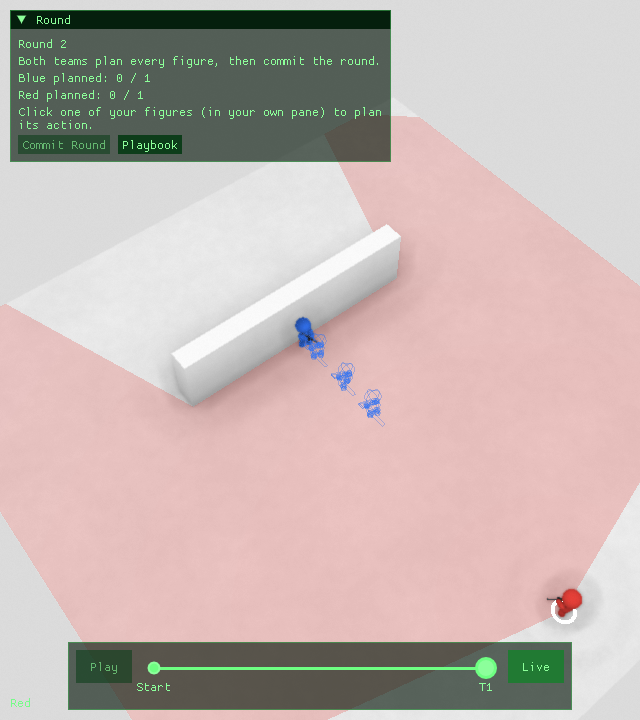 Round
Round 2
Both teams plan every figure, then commit the round.
Blue planned: 0 / 1
Red planned: 0 / 1
Click one of your figures (in your own pane) to plan
its action.
Commit Round Playbook
Play Live
Start T1
Red